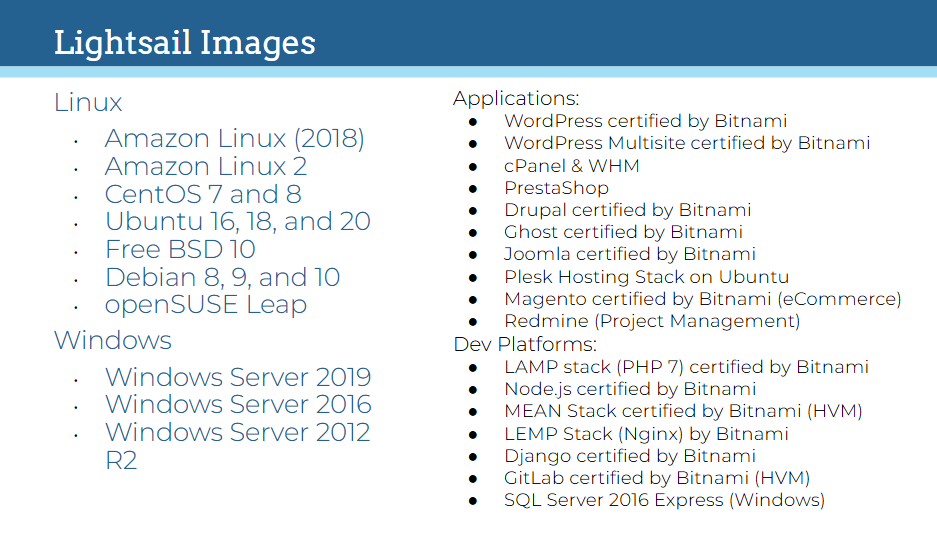 Lightsail Images
Linux
• Amazon Linux (2018)
• Amazon Linux 2
• CentOS 7 and 8
• Ubuntu 16, 18, and 20
• Free BSD 10
• Debian 8, 9, and 10
• openSUSE Leap
Windows
• Windows Server 2019
• Windows Server 2016
• Windows Server 2012
R2
Applications:
● WordPress certified by Bitnami
● WordPress Multisite certified by Bitnami
● cPanel & WHM
● PrestaShop
● Drupal certified by Bitnami
● Ghost certified by Bitnami
● Joomla certified by Bitnami
● Plesk Hosting Stack on Ubuntu
● Magento certified by Bitnami (eCommerce)
● Redmine (Project Management)
Dev Platforms:
● LAMP stack (PHP 7) certified by Bitnami
● Node.js certified by Bitnami
● MEAN Stack certified by Bitnami (HVM)
● LEMP Stack (Nginx) by Bitnami
● Django certified by Bitnami
● GitLab certified by Bitnami (HVM)
● SQL Server 2016 Express (Windows)